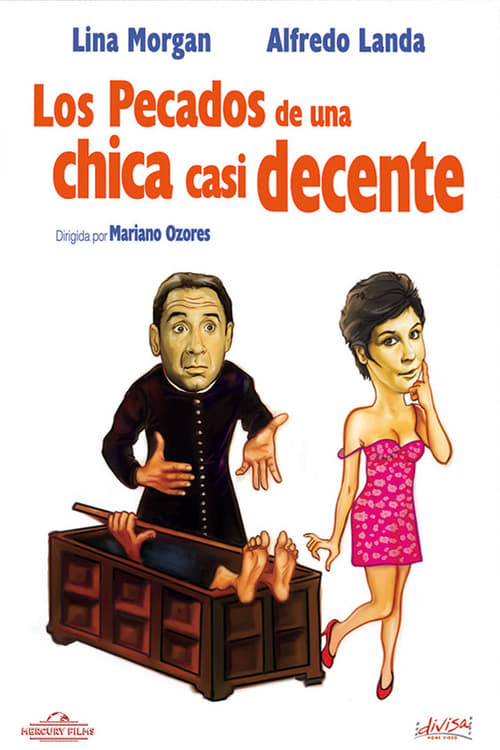 Lina Morgan Alfredo Landa
Los Pecados de una
chica casi decente
Dirigida por Mariano Ozores
MERCURY FILMS
divisa
HOME VIDEO